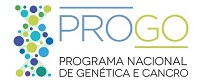 PROGO
PROGRAMA NACIONAL
DE GENÉTICA E CANCRO